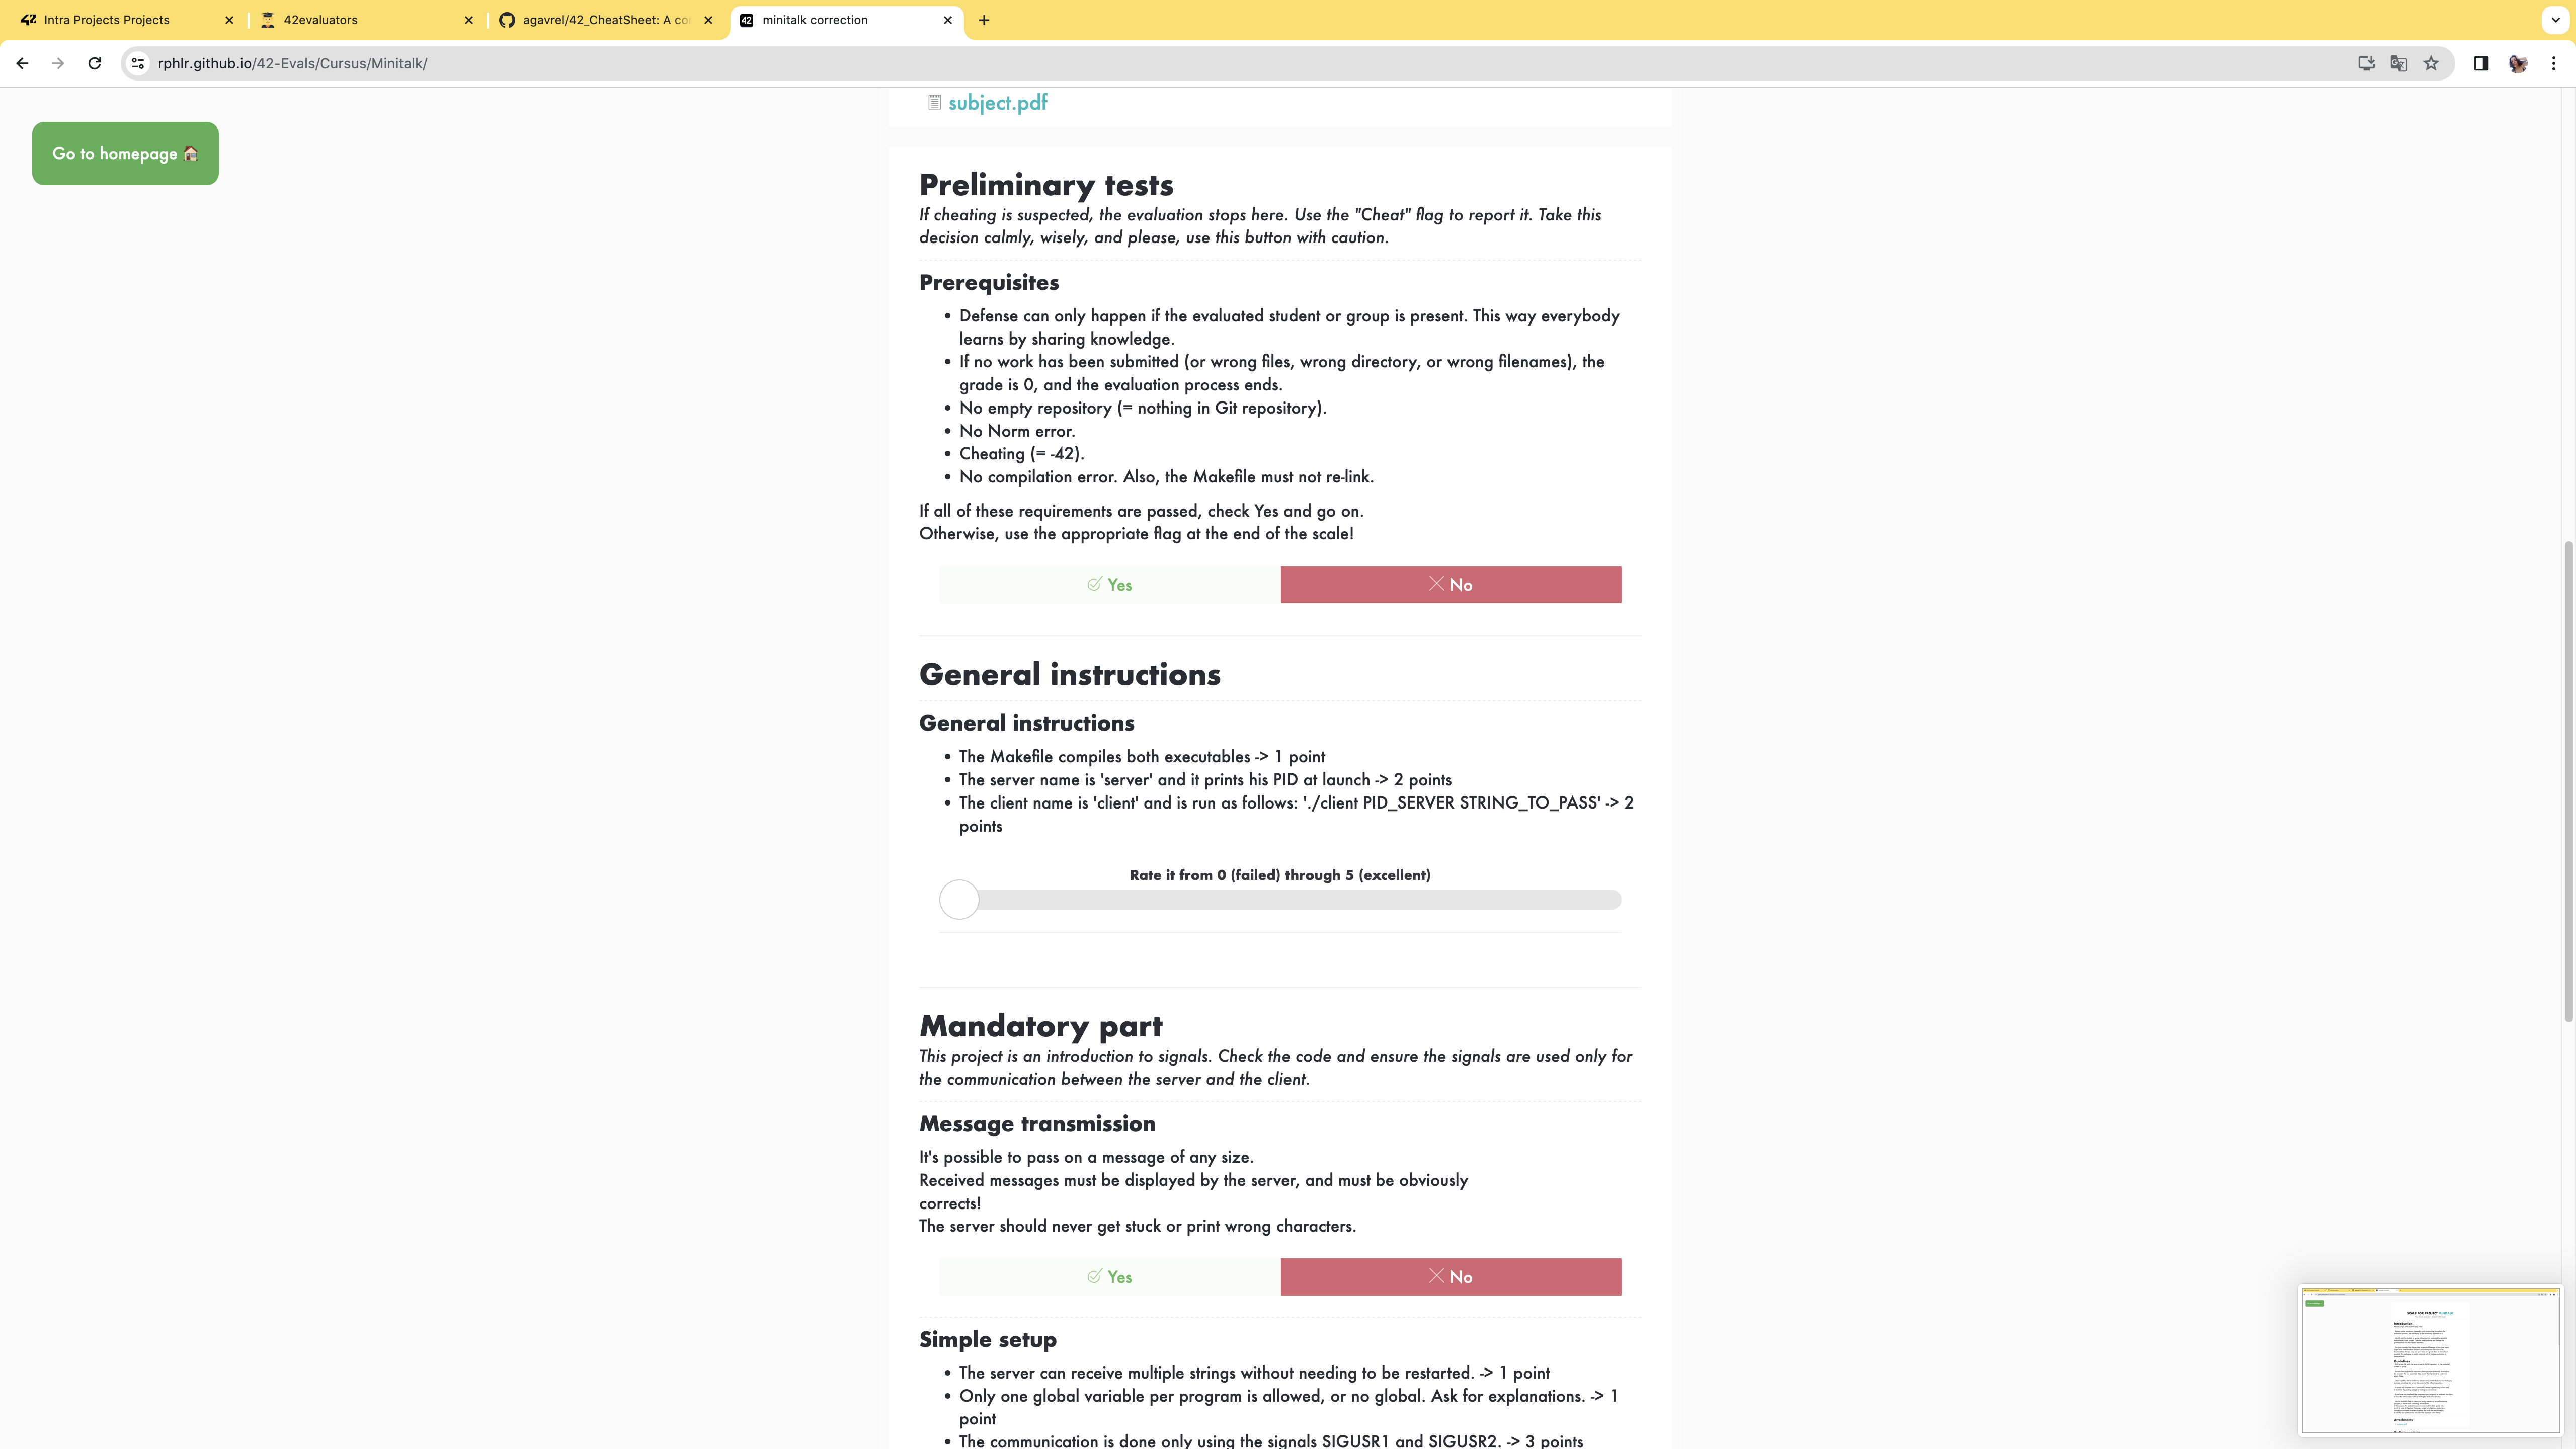 Intra Projects Projects
42evaluators
agavrel/42_CheatSheet: A co
42
minitalk correction
rphlr.github.io/42-Evals/Cursus/Minitalk/
subject.pdf
Go to homepage
Preliminary tests
If cheating is suspected, the evaluation stops here. Use the "Cheat" flag to report it. Take this
decision calmly, wisely, and please, use this button with caution.
Prerequisites
• Defense can only happen if the evaluated student or group is present. This way everybody
learns by sharing knowledge.
• If no work has been submitted (or wrong files, wrong directory, or wrong filenames), the
grade is 0, and the evaluation process ends.
• No empty repository (= nothing in Git repository).
• No Norm error.
• Cheating (= -42).
• No compilation error. Also, the Makefile must not re-link.
If all of these requirements are passed, check Yes and go on.
Otherwise, use the appropriate flag at the end of the scale!
Yes
No
General instructions
General instructions
• The Makefile compiles both executables -> 1 point
• The server name is 'server' and it prints his PID at launch -> 2 points
• The client name is 'client' and is run as follows: './client PID_SERVER STRING_TO_PASS' -> 2
points
Rate it from 0 (failed) through 5 (excellent)
Mandatory part
This project is an introduction to signals. Check the code and ensure the signals are used only for
the communication between the server and the client.
Message transmission
It's possible to pass on a message of any size.
Received messages must be displayed by the server, and must be obviously
corrects!
The server should never get stuck or print wrong characters.
Yes
No
Simple setup
• The server can receive multiple strings without needing to be restarted. -> 1 point
• Only one global variable per program is allowed, or no global. Ask for explanations. -> 1
point
• The communication is done only using the signals SIGUSR1 and SIGUSR2. -> 3 points